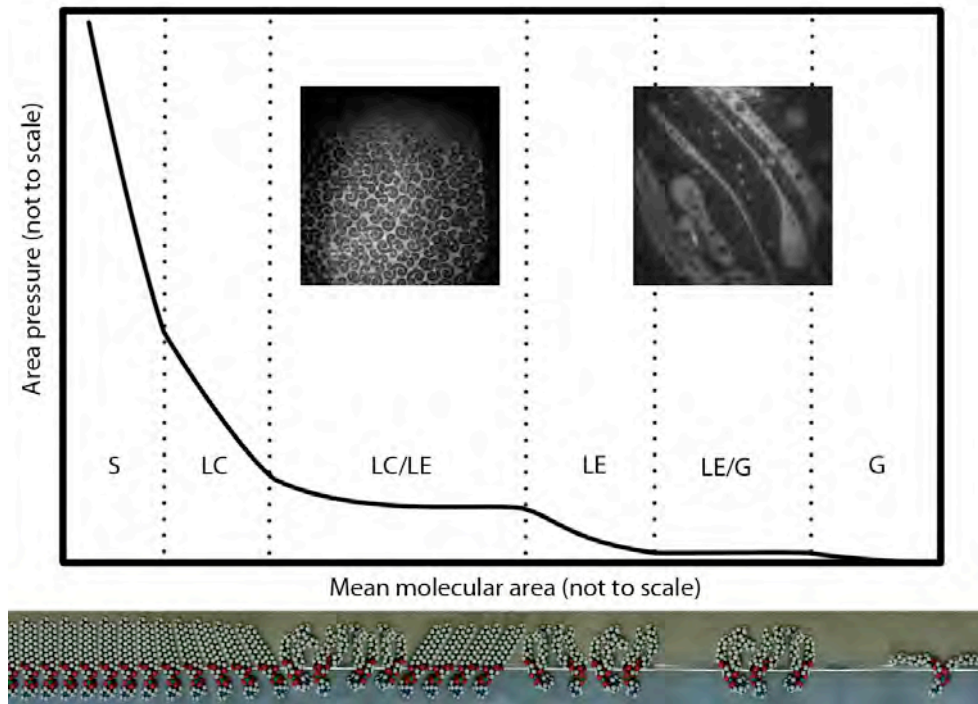 Area pressure (not to scale)
S
LC
LC/LE
LE
LE/G
G
Mean molecular area (not to scale)